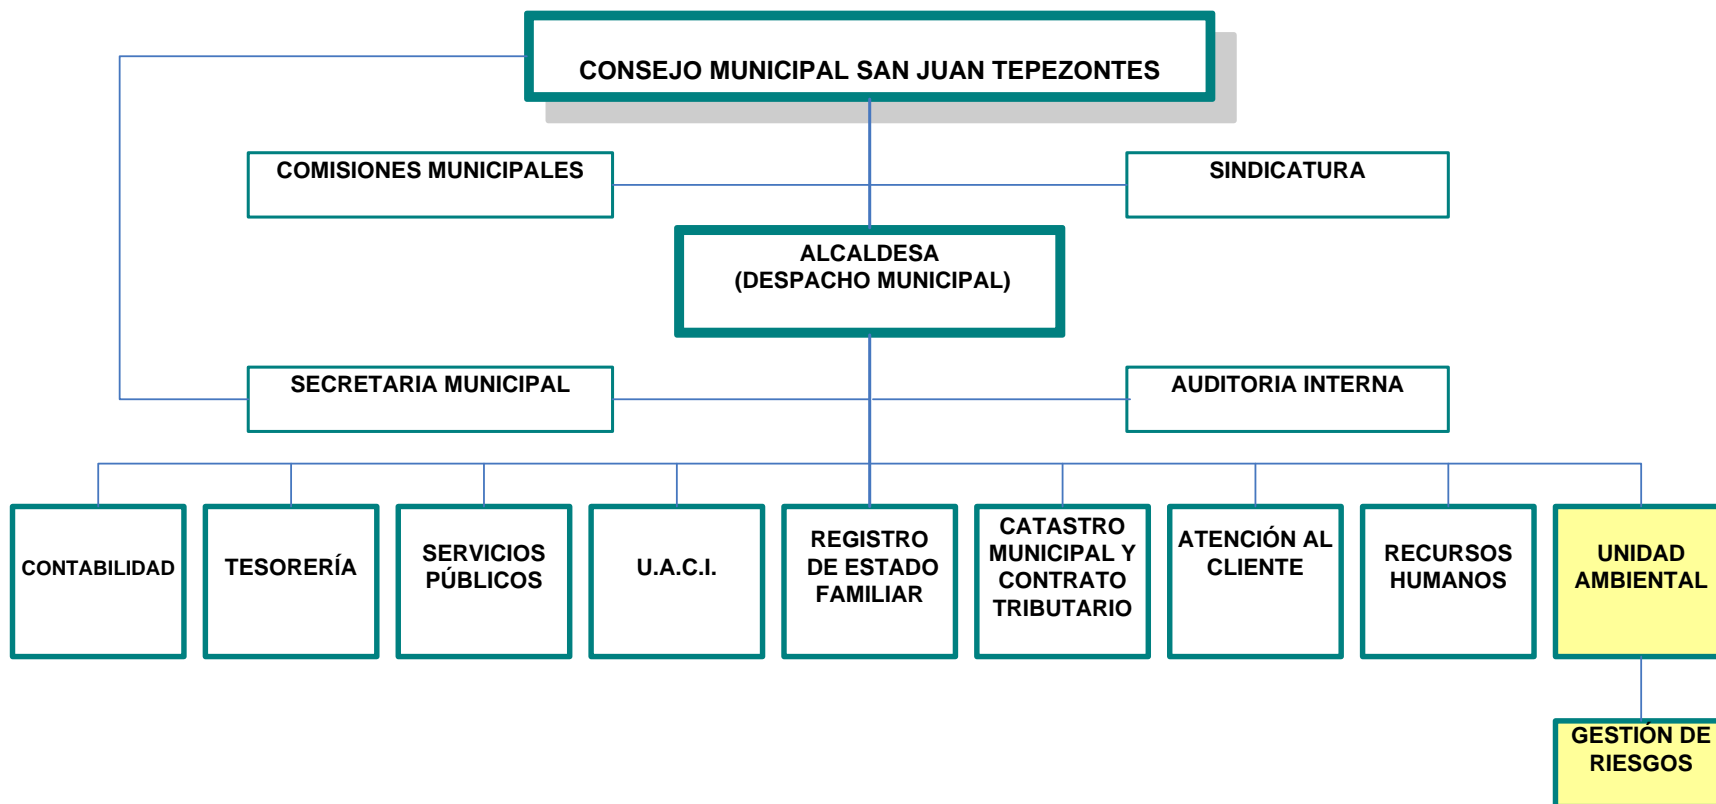 CONSEJO MUNICIPAL SAN JUAN TEPEZONTES
COMISIONES MUNICIPALES
SINDICATURA
ALCALDESA
(DESPACHO MUNICIPAL)
SECRETARIA MUNICIPAL
AUDITORIA INTERNA
CONTABILIDAD
TESORERÍA
SERVICIOS
PÚBLICOS
U.A.C.I.
REGISTRO
DE ESTADO
FAMILIAR
CATASTRO
MUNICIPAL Y
CONTRATO
TRIBUTARIO
ATENCIÓN AL
CLIENTE
RECURSOS
HUMANOS
UNIDAD
AMBIENTAL
GESTIÓN DE
RIESGOS